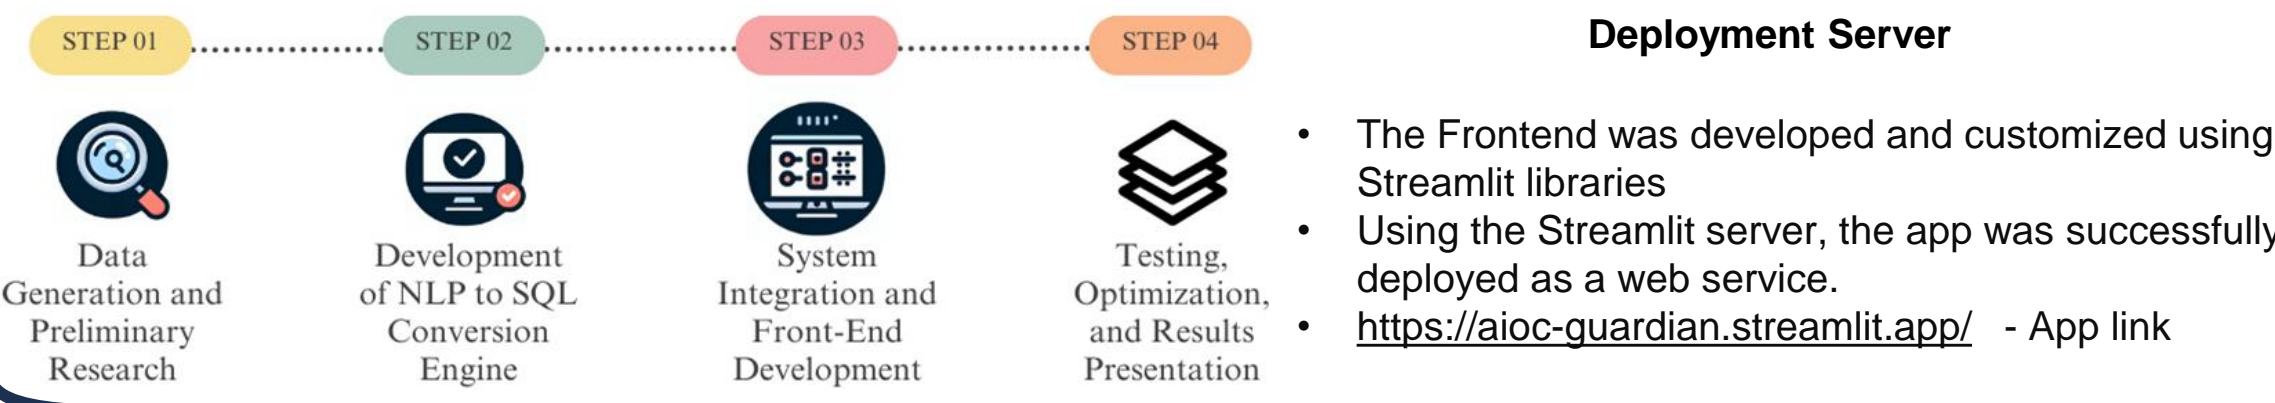 STEP 01
STEP 02
STEP 03
STEP 04
Data
Generation and
Preliminary
Research
Development
of NLP to SQL
Conversion
Engine
System
Integration and
Front-End
Development
Testing,
Optimization,
and Results
Presentation
Deployment Server
• The Frontend was developed and customized using
Streamlit libraries
• Using the Streamlit server, the app was successfully
deployed as a web service.
• https://aioc-guardian.streamlit.app/ - App link